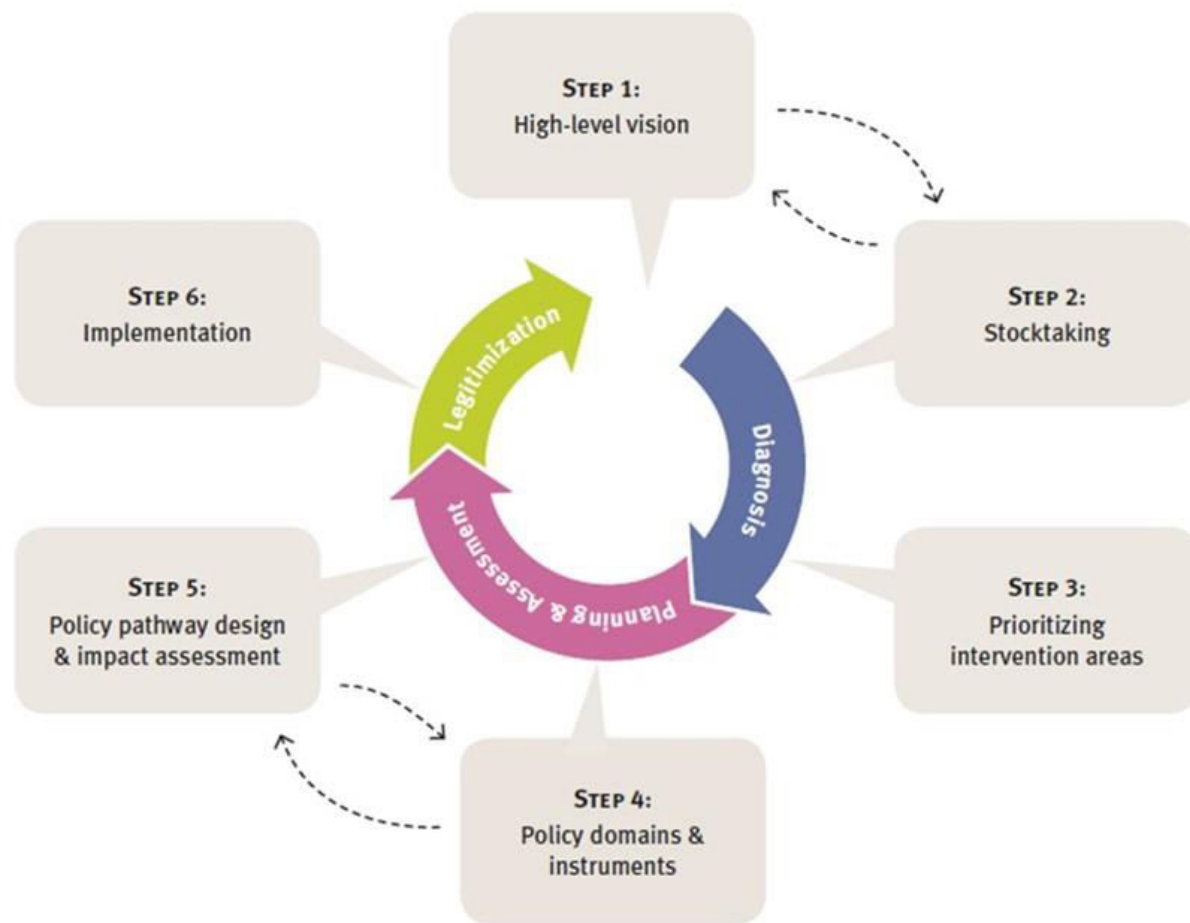 STEP 1:
High-level vision
STEP 2:
Stocktaking
STEP 3:
Prioritizing
intervention areas
STEP 4:
Policy domains &
instruments
STEP 5:
Policy pathway design
& impact assessment
STEP 6:
Implementation
Diagnosis
Planning & Assessment
Legitimization